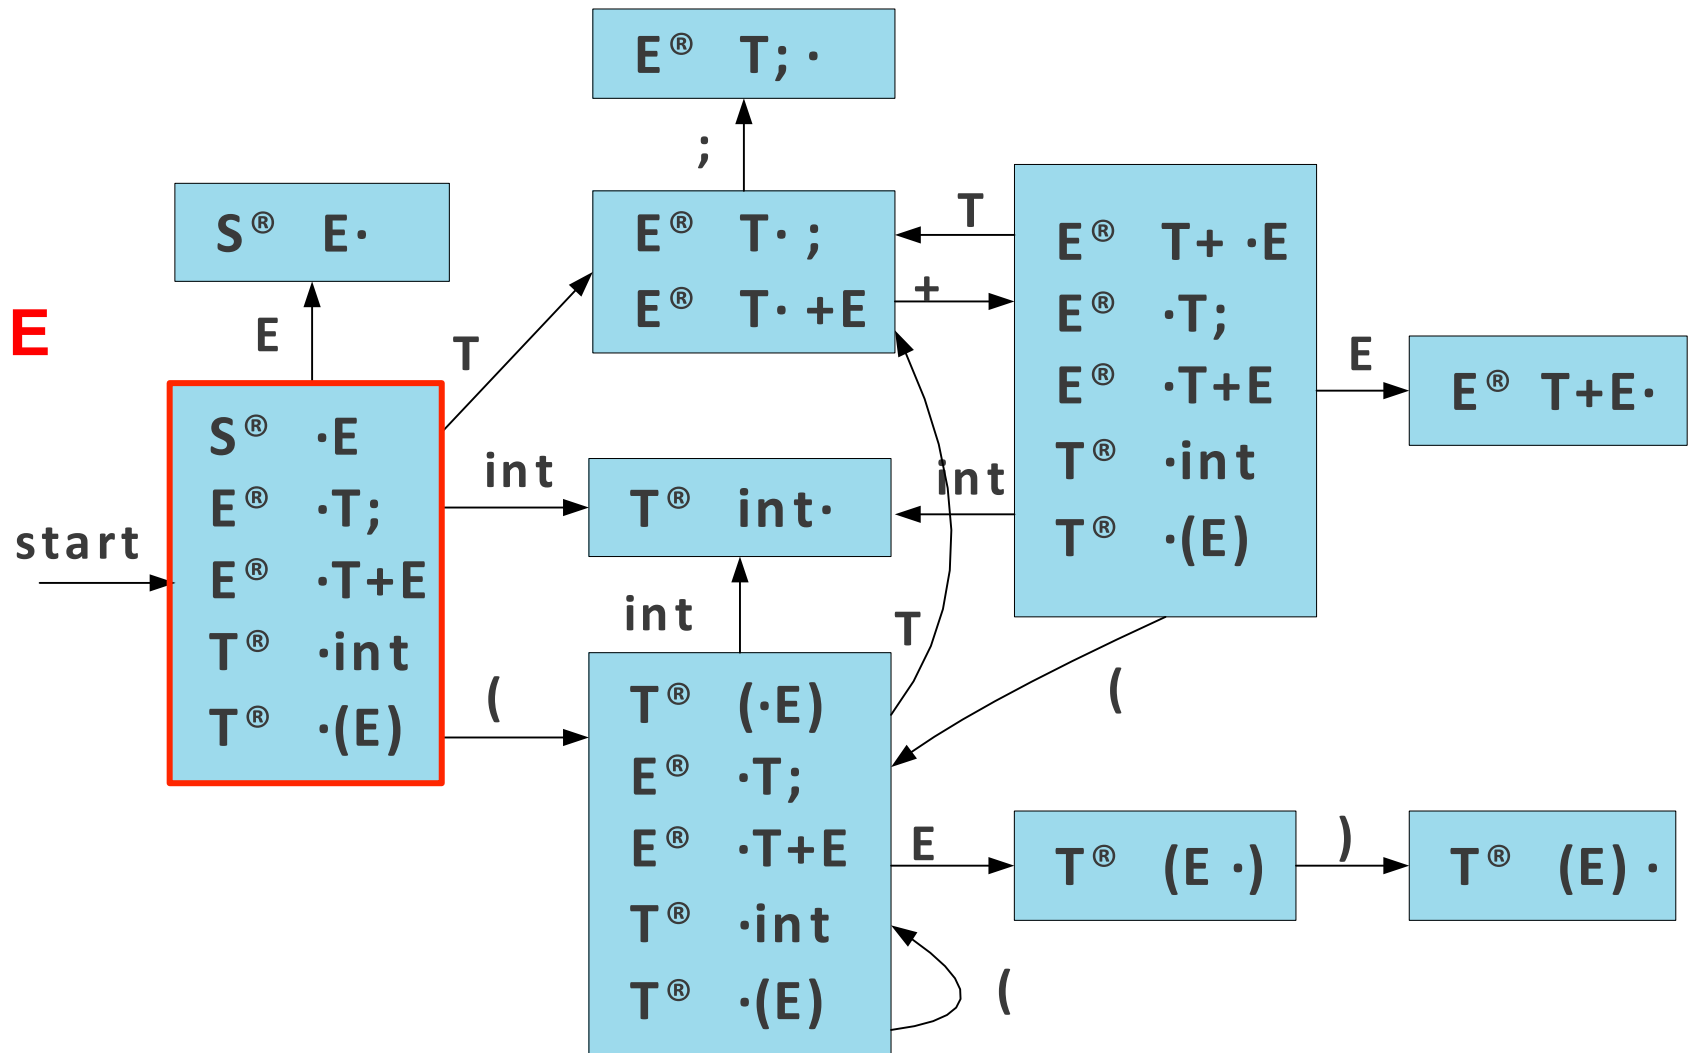 E® T; ·
;
S® E·
E® T· ;
E® T· +E
T
+
E® T+ ·E
E® ·T;
E® ·T+E
T® ·int
T® ·(E)
E
E
T
E
E® T+E·
S® ·E
E® ·T;
E® ·T+E
T® ·int
T® ·(E)
start
int
T® int·
int
int
T
(
(
T® (·E)
E® ·T;
E® ·T+E
T® ·int
T® ·(E)
E
T® (E ·)
)
T® (E) ·
(